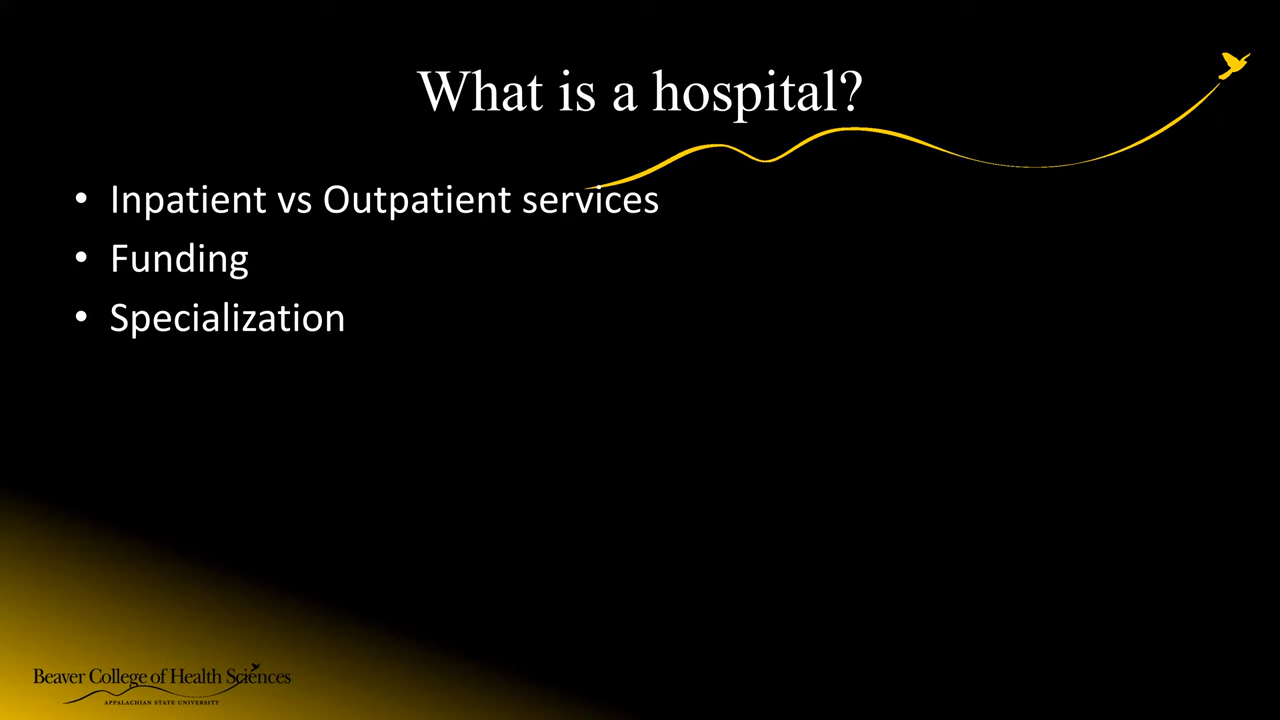 What is a hospital?
• Inpatient vs Outpatient services
• Funding
• Specialization
Beaver College of Health Sciences
APPALACHIAN STATE UNIVERSITY